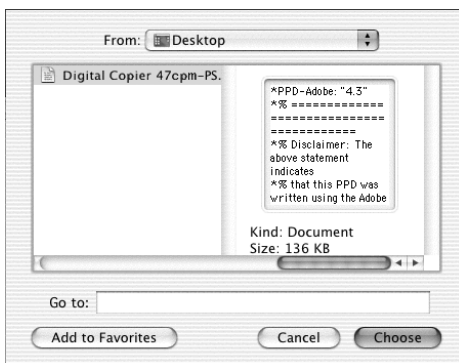 From: Desktop
Digital Copier 47cpm-PS.
*PPD-Adobe: "4.3"
*% =============
================
============
*% Disclaimer: The
above statement
indicates
*% that this PPD was
written using the Adobe
Kind: Document
Size: 136 KB
Go to:
Add to Favorites
Cancel
Choose